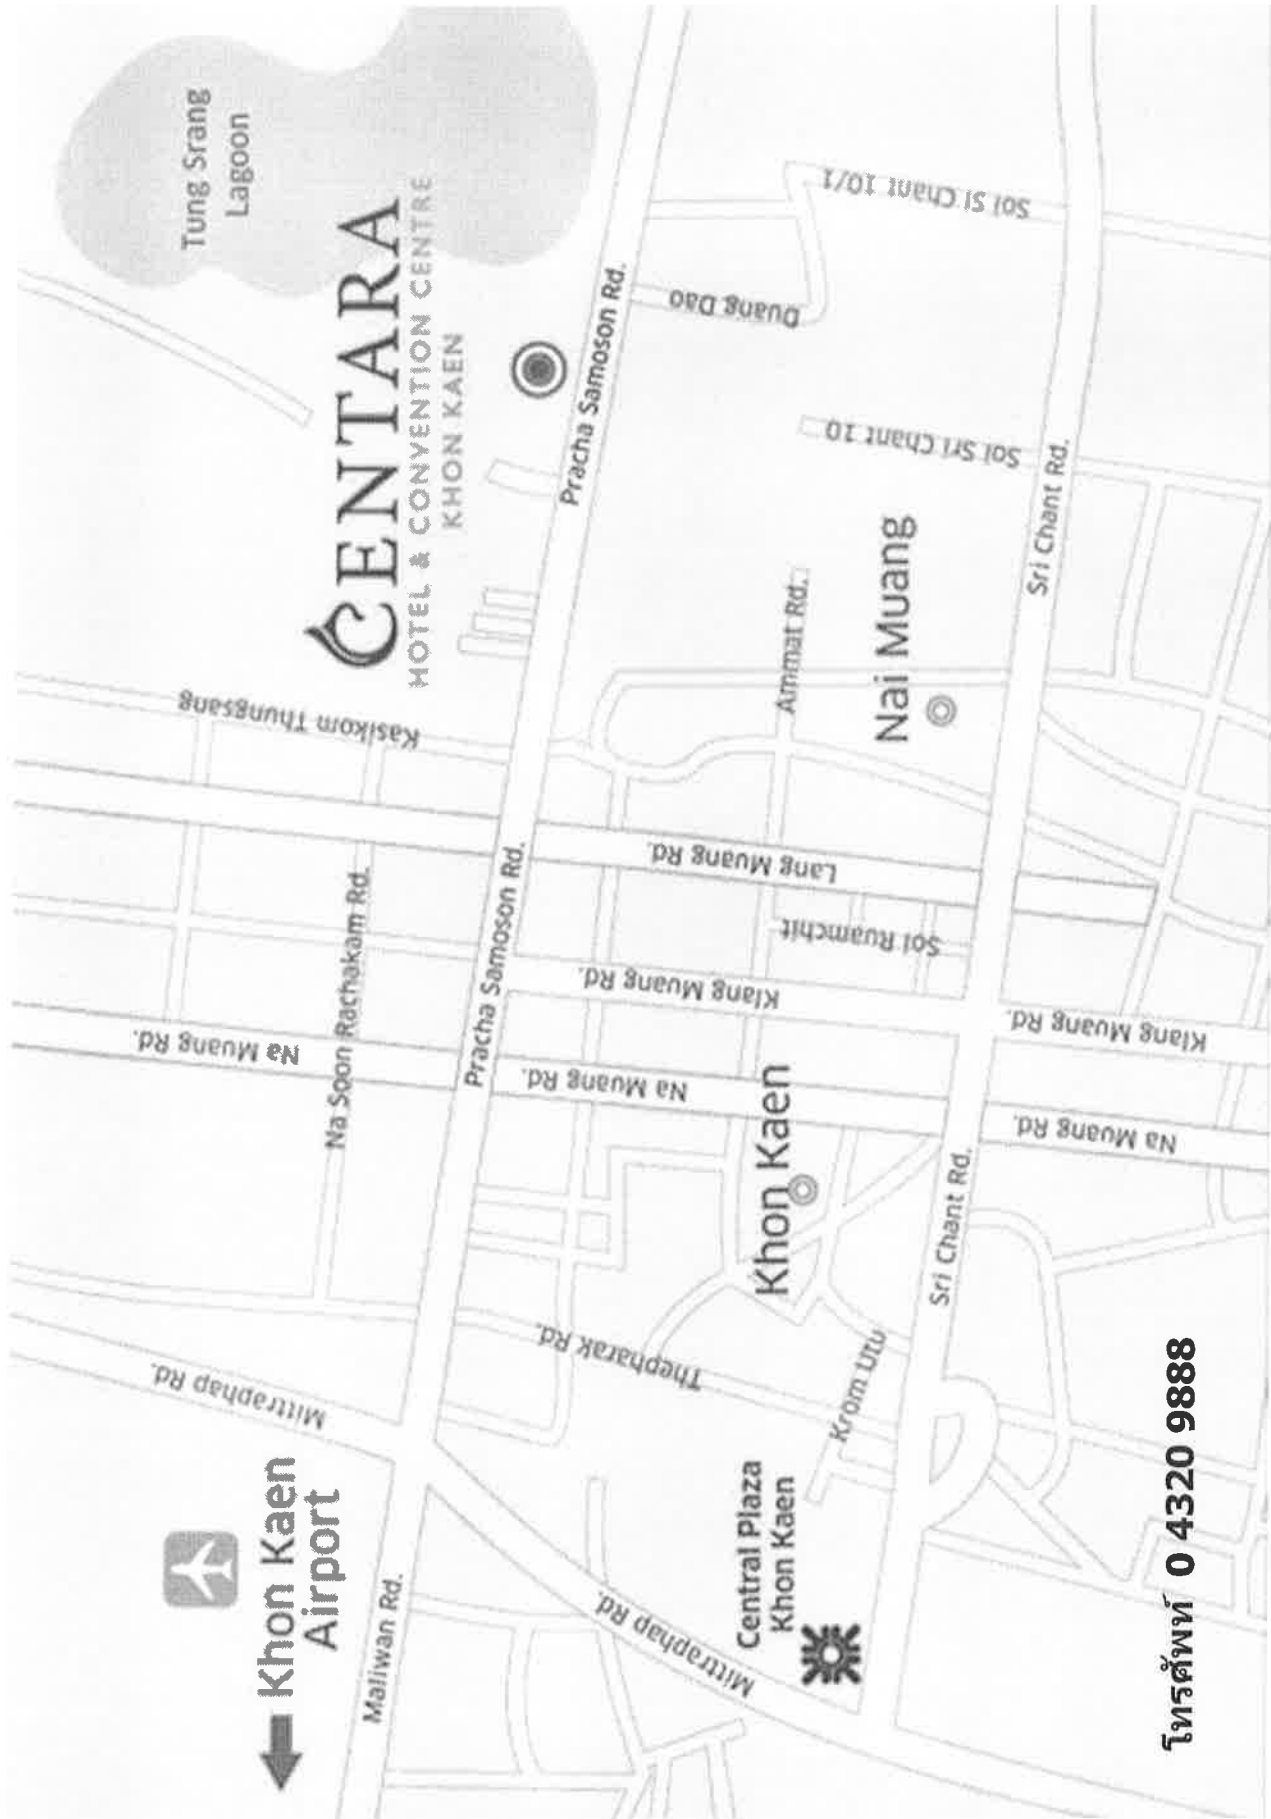 Tung Srang
Lagoon
CENTARA
HOTEL & CONVENTION CENTRE
KHON KAEN
Kasikorn Thungsang
Pracha Samoson Rd.
Duang Dao
Soi Si Chant 10/1
Soi Sri Chant 10
Sri Chant Rd.
Ammat Rd.
Nai Muang
Lang Muang Rd.
Soi Ruamchit
Na Soon Rachakam Rd.
Pracha Samoson Rd.
Klang Muang Rd.
Klang Muang Rd.
Na Muang Rd.
Na Muang Rd.
Na Muang Rd.
Khon Kaen
Sri Chant Rd.
Mittraphap Rd.
Thepharak Rd.
Krom Utu
Khon Kaen
Airport
Maliwan Rd.
Mittraphap Rd.
Central Plaza
Khon Kaen
โทรศัพท์ 0 4320 9888